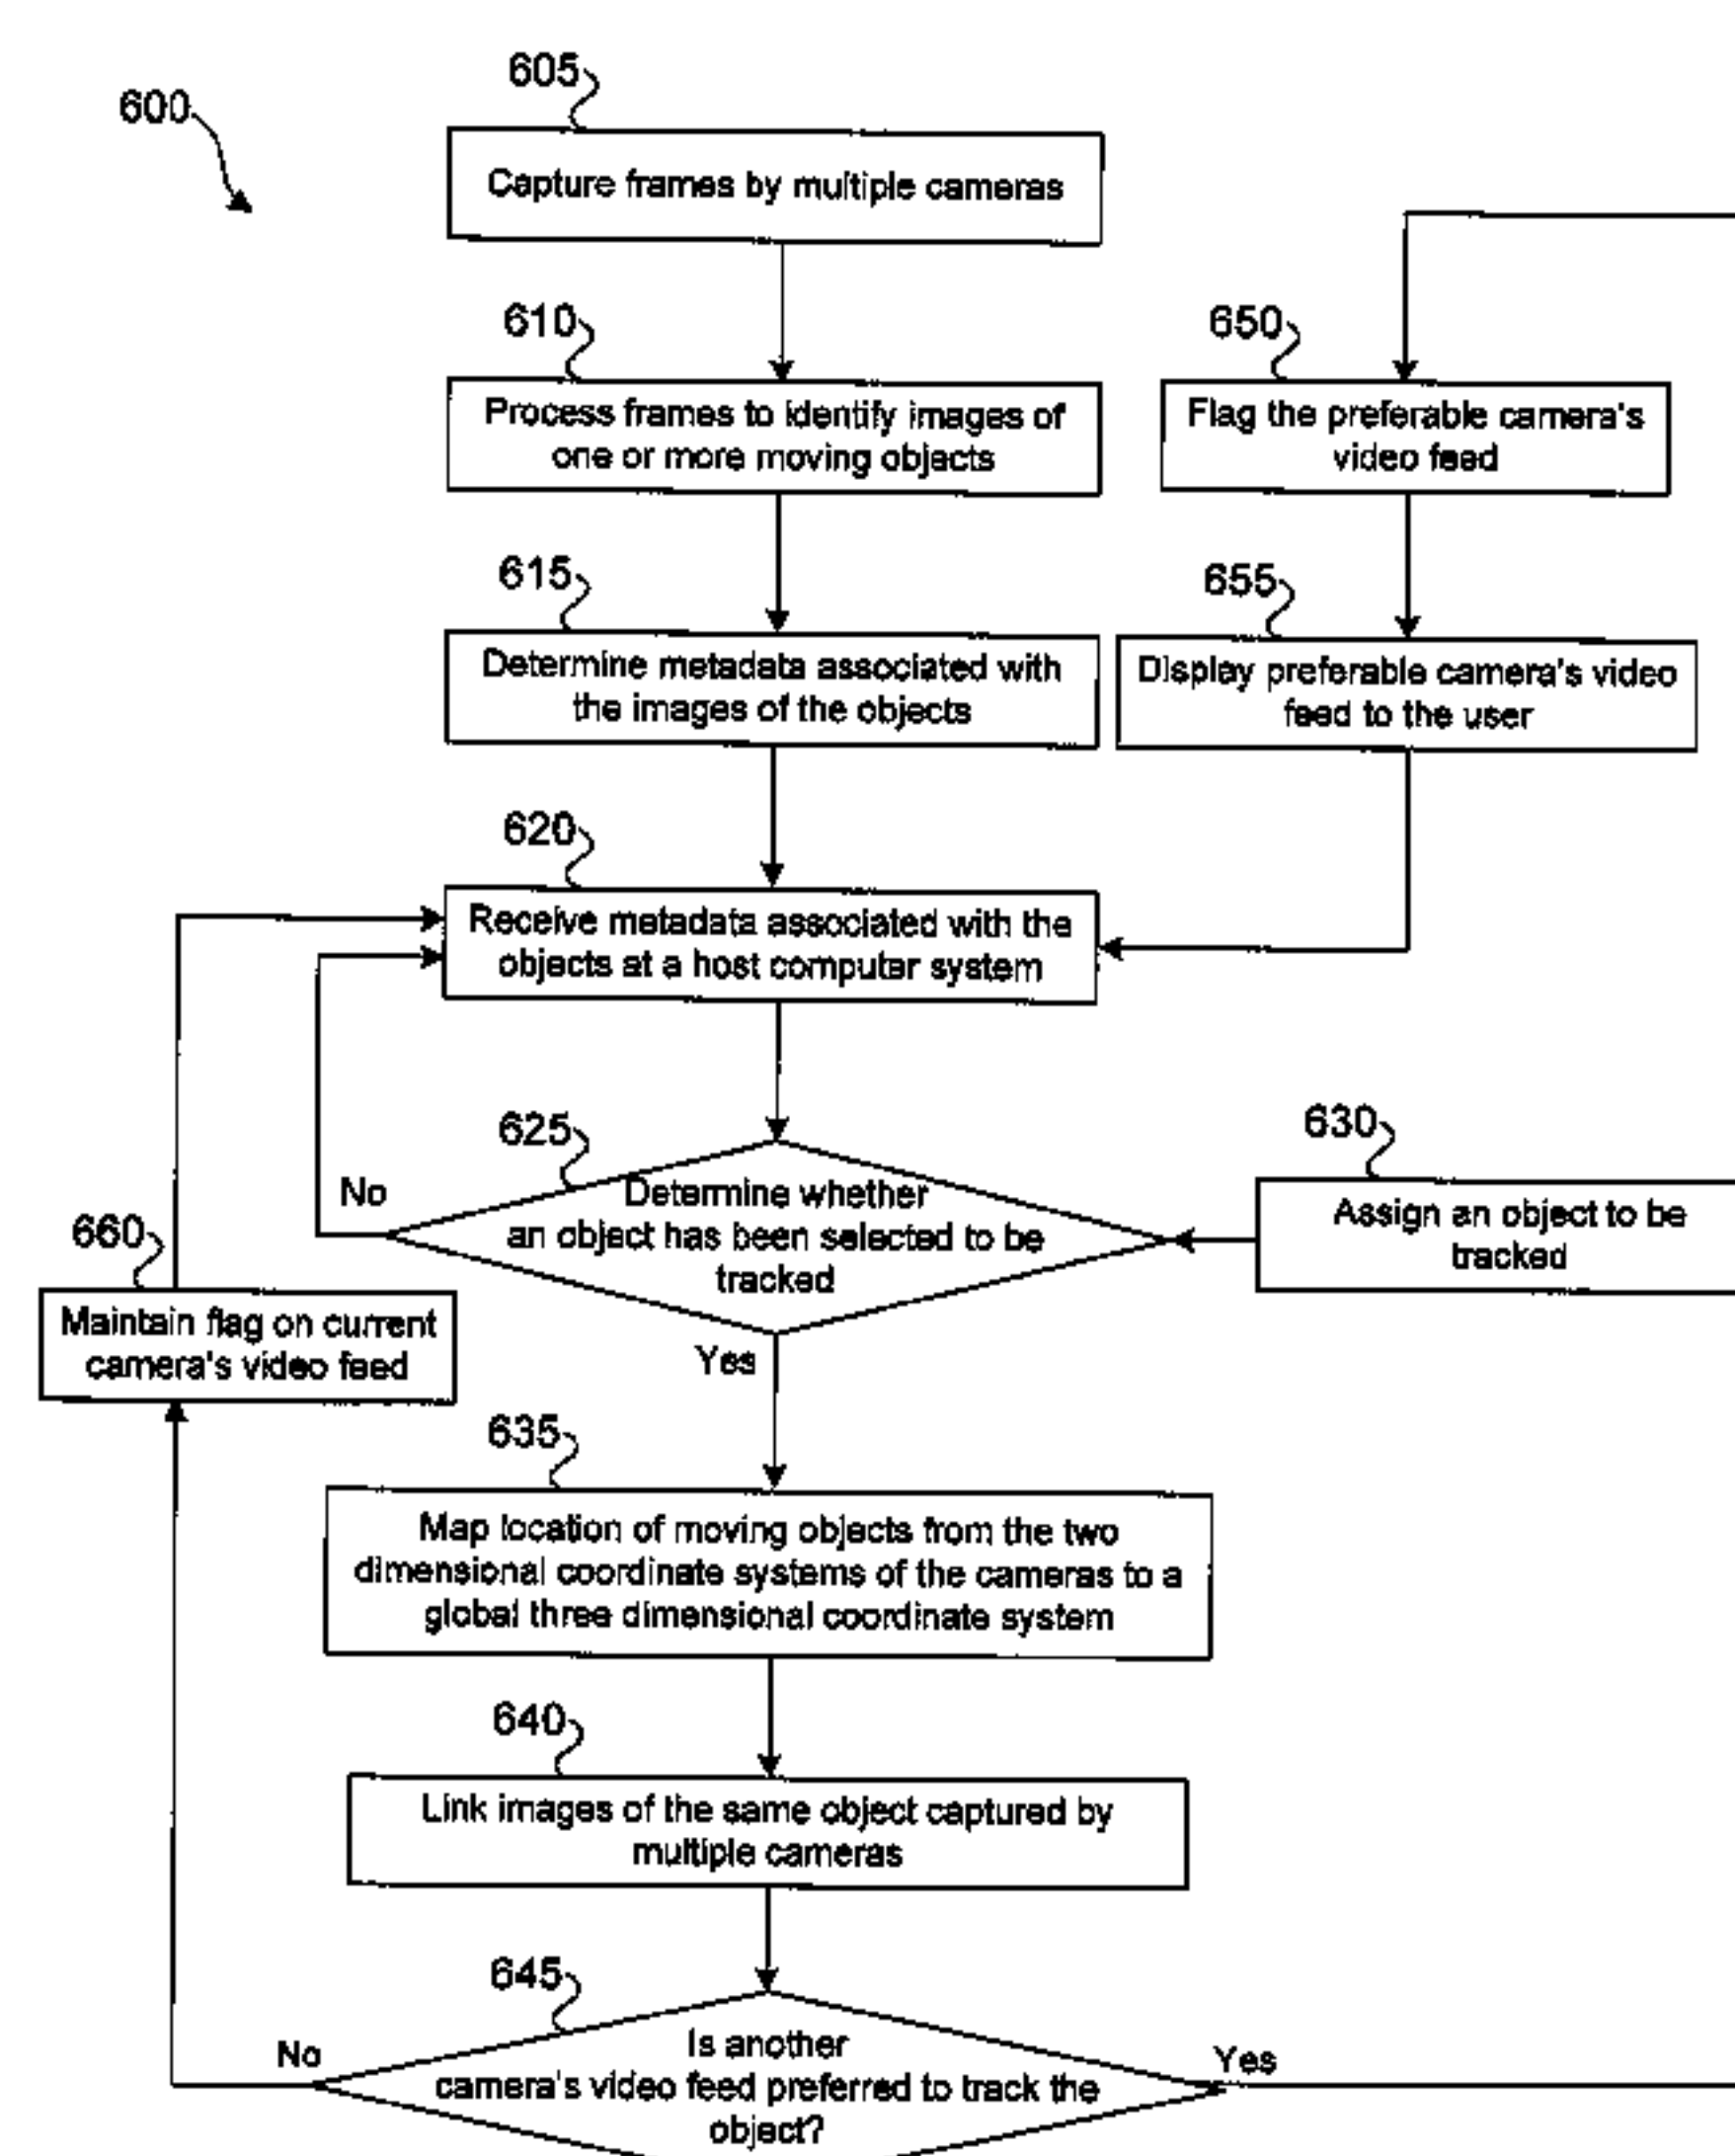 600
605
Capture frames by multiple cameras
610
Process frames to identify images of
one or more moving objects
615
Determine metadata associated with
the images of the objects
620
Receive metadata associated with the
objects at a host computer system
625
Determine whether
an object has been selected to be
tracked
No
Yes
630
Assign an object to be
tracked
635
Map location of moving objects from the two
dimensional coordinate systems of the cameras to a
global three dimensional coordinate system
640
Link images of the same object captured by
multiple cameras
645
Is another
camera's video feed preferred to track the
object?
No
Yes
650
Flag the preferable camera's
video feed
655
Display preferable camera's video
feed to the user
660
Maintain flag on current
camera's video feed